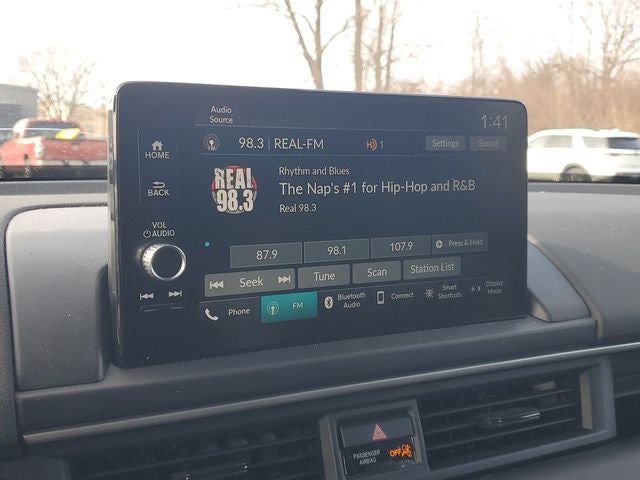 Audio
Source
1:41
98.3 | REAL-FM
HD 1
Settings
Sound
HOME
BACK
VOL
AUDIO
REAL
98.3
Rhythm and Blues
The Nap's #1 for Hip-Hop and R&B
Real 98.3
87.9
98.1
107.9
Press & Hold
Seek
Tune
Scan
Station List
Phone
FM
Bluetooth
Audio
Connect
Smart
Shortcuts
Display
Mode
PASSENGER
AIRBAG
OFF
2